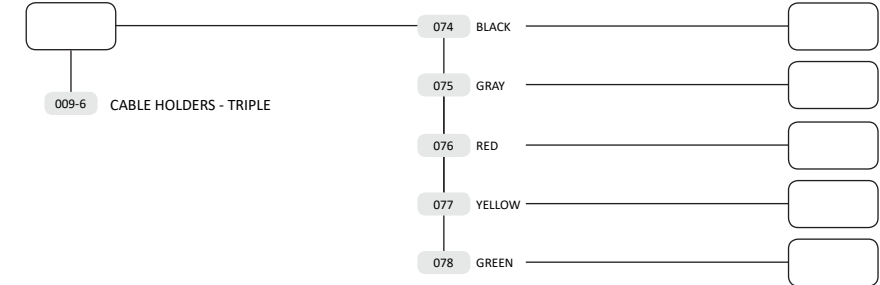 074 BLACK
075 GRAY
009-6 CABLE HOLDERS - TRIPLE
076 RED
077 YELLOW
078 GREEN